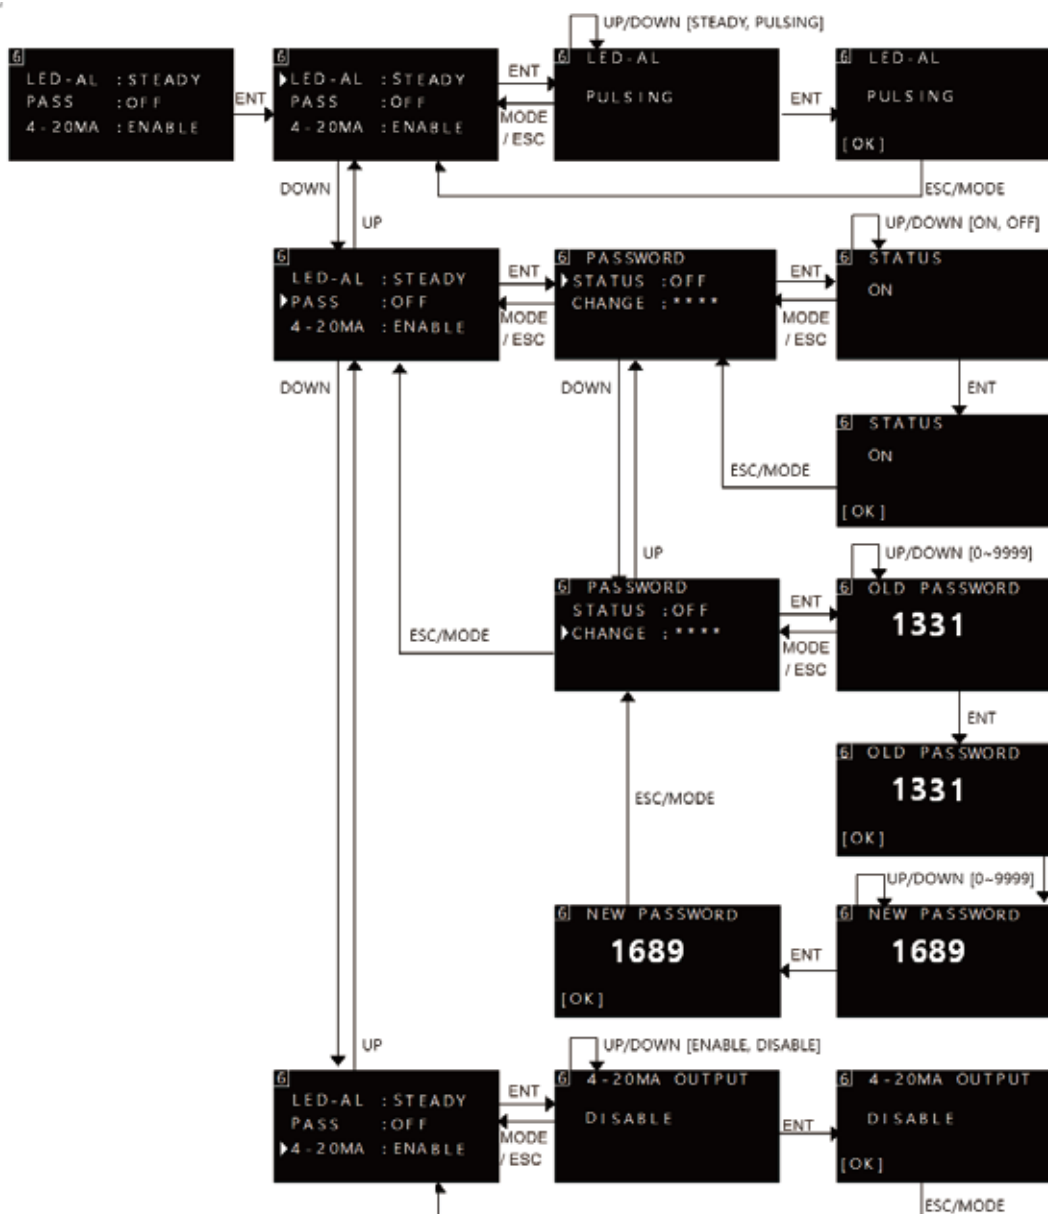 UP/DOWN [STEADY, PULSING]
6
LED-AL :STEADY
PASS :OFF
4-20MA :ENABLE
ENT
6
LED-AL :STEADY
PASS :OFF
4-20MA :ENABLE
ENT
MODE
/ ESC
6 LED-AL
PULSING
ENT
6 LED-AL
PULSING
[OK]
ESC/MODE
DOWN
UP
6
LED-AL :STEADY
PASS :OFF
4-20MA :ENABLE
ENT
MODE
/ ESC
6 PASSWORD
STATUS :OFF
CHANGE :****
ENT
MODE
/ ESC
UP/DOWN [ON, OFF]
6 STATUS
ON
ENT
6 STATUS
ON
[OK]
ESC/MODE
DOWN
DOWN
UP
6 PASSWORD
STATUS :OFF
CHANGE :****
ESC/MODE
ENT
MODE
/ ESC
UP/DOWN [0~9999]
6 OLD PASSWORD
1331
ENT
6 OLD PASSWORD
1331
[OK]
UP/DOWN [0~9999]
6 NEW PASSWORD
1689
ENT
6 NEW PASSWORD
1689
[OK]
ESC/MODE
UP
6
LED-AL :STEADY
PASS :OFF
4-20MA :ENABLE
ENT
MODE
/ ESC
UP/DOWN [ENABLE, DISABLE]
6 4-20MA OUTPUT
DISABLE
ENT
6 4-20MA OUTPUT
DISABLE
[OK]
ESC/MODE